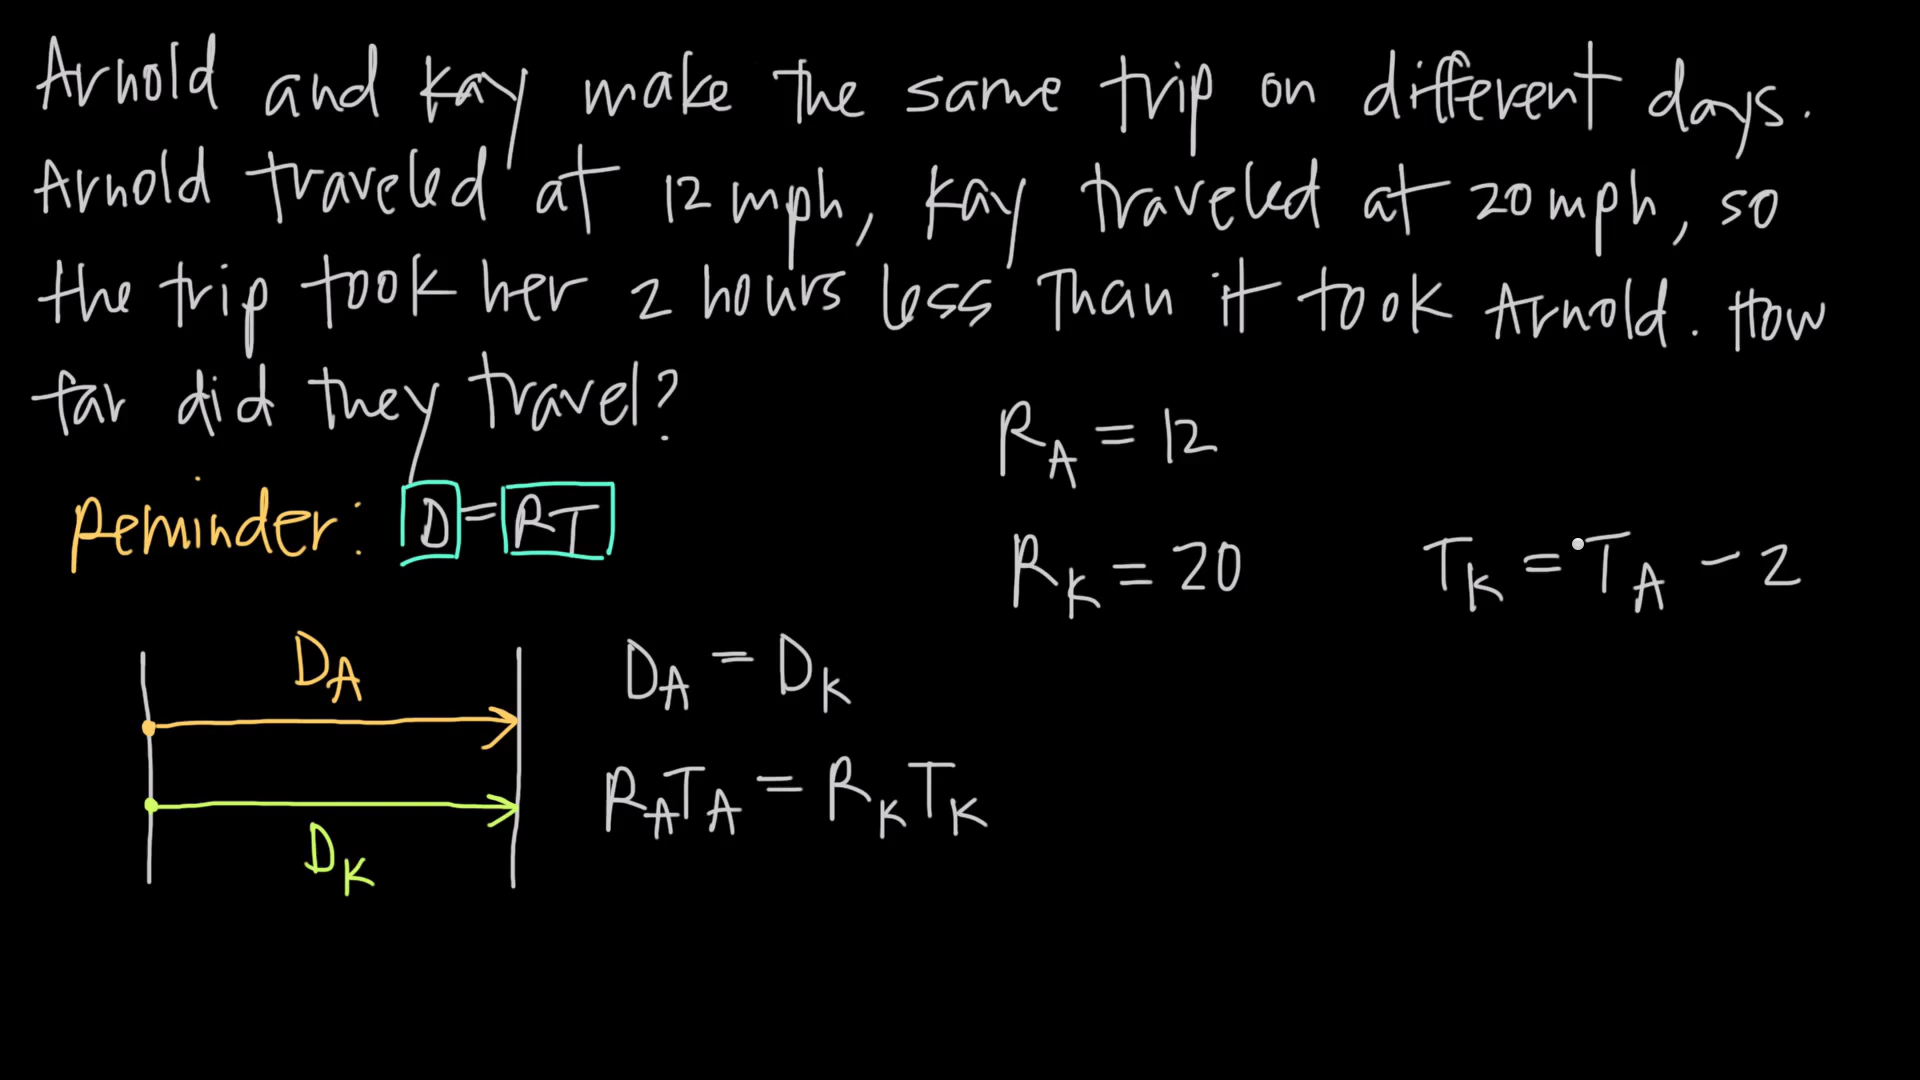 Arnold and Kay make the same trip on different days.
Arnold traveled at 12 mph, Kay traveled at 20 mph, so
the trip took her 2 hours less than it took Arnold. How
far did they travel?
R_A = 12
Reminder: D = RT
R_K = 20
T_K = T_A - 2
D_A
D_A = D_K
R_A T_A = R_K T_K
D_K